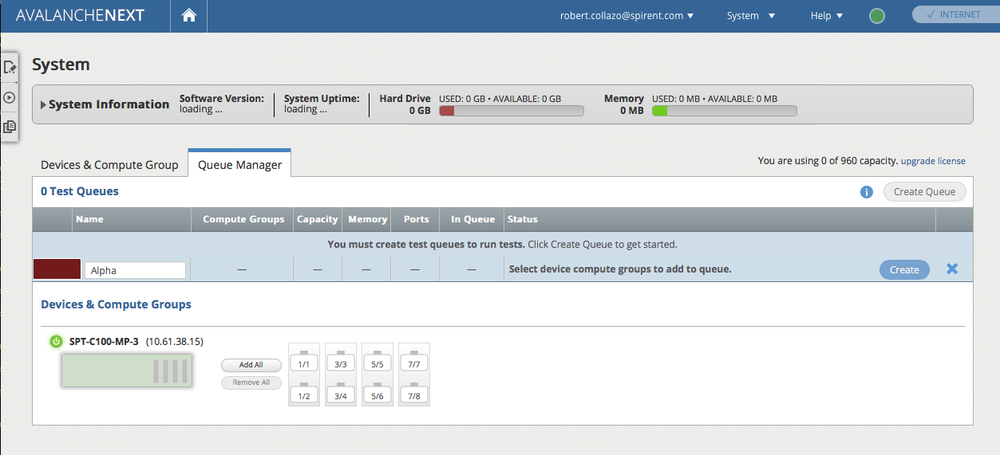 AVALANCHENEXT
robert.collazo@spirent.com
System
Help
INTERNET
System
System Information
Software Version:
loading ...
System Uptime:
loading ...
Hard Drive
0 GB
USED: 0 GB • AVAILABLE: 0 GB
Memory
0 MB
USED: 0 MB • AVAILABLE: 0 MB
Devices & Compute Group
Queue Manager
You are using 0 of 960 capacity. upgrade license
0 Test Queues
Create Queue
Name Compute Groups Capacity Memory Ports In Queue Status
You must create test queues to run tests. Click Create Queue to get started.
Alpha — — — — — Select device compute groups to add to queue. Create
Devices & Compute Groups
SPT-C100-MP-3 (10.61.38.15)
Add All
Remove All
1/1 3/3 5/5 7/7
1/2 3/4 5/6 7/8